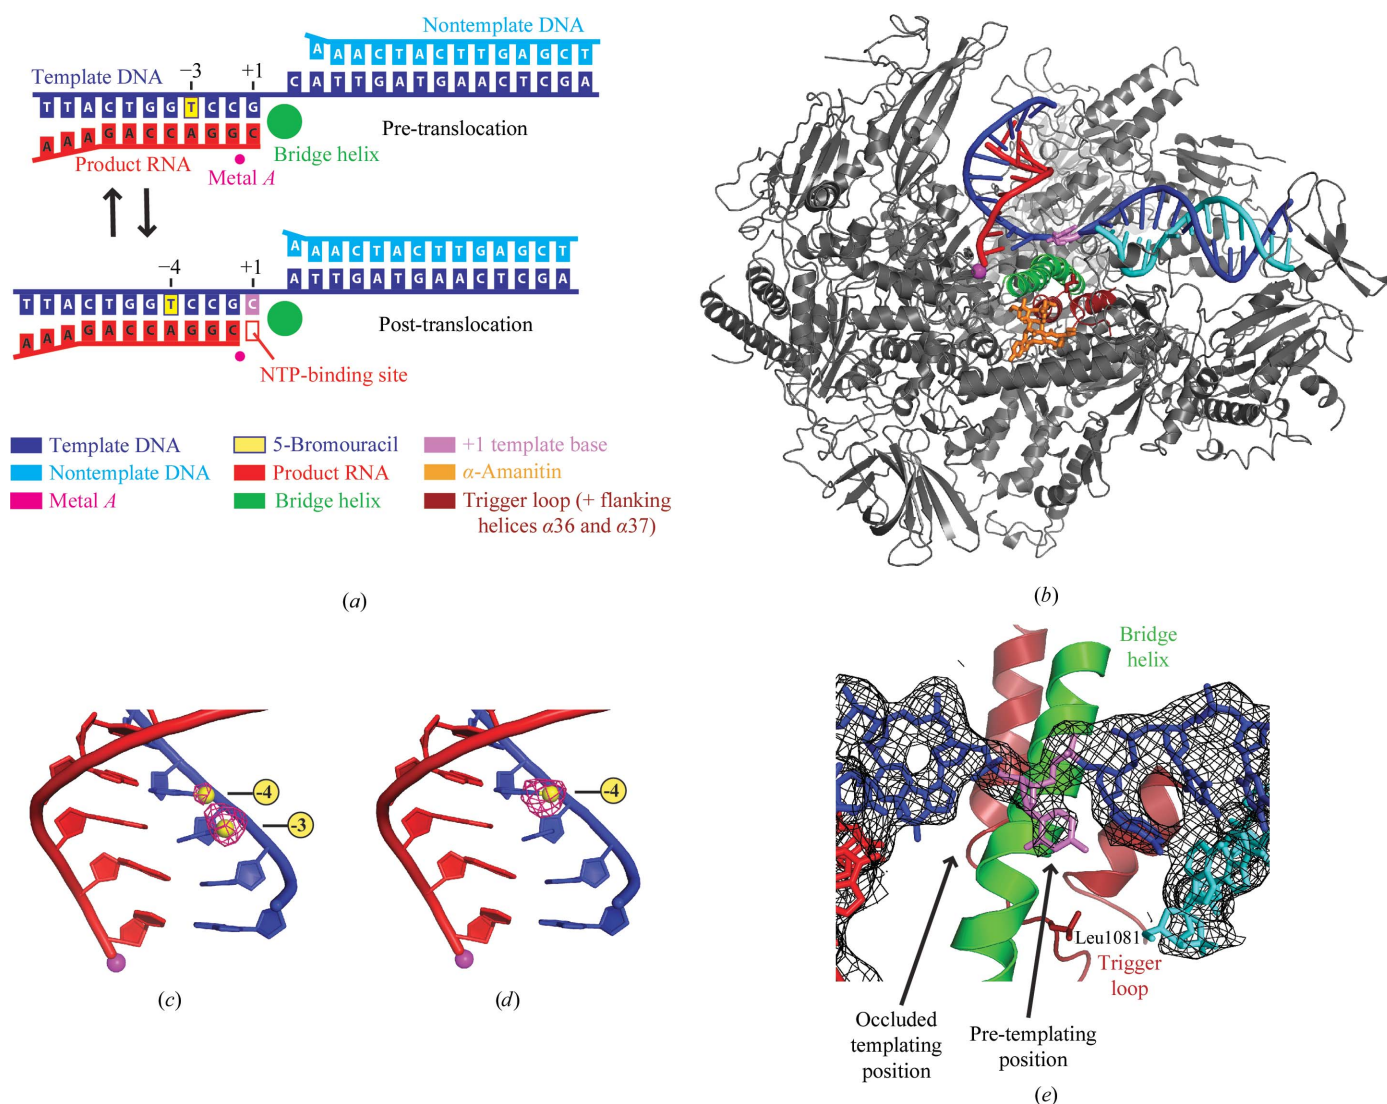 Nontemplate DNA
A A A C T A C T T G A G C T
−3 +1
Template DNA
C A T T G A T G A A C T C G A
T T A C T G G T C C G
A A A G A C C A G G C
Pre-translocation
Bridge helix
Product RNA
Metal A
A A A C T A C T T G A G C T
−4 +1
A T T G A T G A A C T C G A
T T A C T G G T C C G C
A A A G A C C A G G C
Post-translocation
NTP-binding site
Template DNA
5-Bromouracil
+1 template base
Nontemplate DNA
Product RNA
α-Amanitin
Metal A
Bridge helix
Trigger loop (+ flanking
helices α36 and α37)
(a)
(b)
-4
-3
(c)
-4
(d)
Bridge
helix
Leu1081
Trigger
loop
Occluded
templating
position
Pre-templating
position
(e)